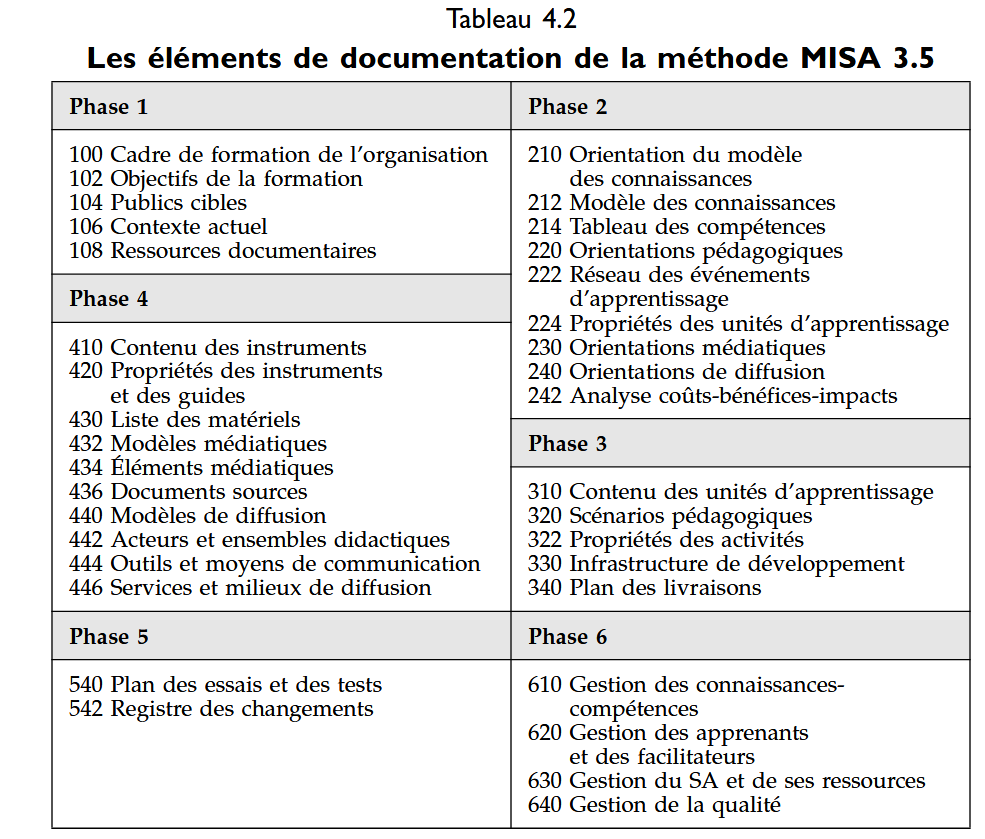 Tableau 4.2
Les éléments de documentation de la méthode MISA 3.5
Phase 1
100 Cadre de formation de l'organisation
102 Objectifs de la formation
104 Publics cibles
106 Contexte actuel
108 Ressources documentaires
Phase 2
210 Orientation du modèle
des connaissances
212 Modèle des connaissances
214 Tableau des compétences
220 Orientations pédagogiques
222 Réseau des événements
d'apprentissage
224 Propriétés des unités d'apprentissage
230 Orientations médiatiques
240 Orientations de diffusion
242 Analyse coûts-bénéfices-impacts
Phase 4
410 Contenu des instruments
420 Propriétés des instruments
et des guides
430 Liste des matériels
432 Modèles médiatiques
434 Éléments médiatiques
436 Documents sources
440 Modèles de diffusion
442 Acteurs et ensembles didactiques
444 Outils et moyens de communication
446 Services et milieux de diffusion
Phase 3
310 Contenu des unités d'apprentissage
320 Scénarios pédagogiques
322 Propriétés des activités
330 Infrastructure de développement
340 Plan des livraisons
Phase 5
540 Plan des essais et des tests
542 Registre des changements
Phase 6
610 Gestion des connaissances-
compétences
620 Gestion des apprenants
et des facilitateurs
630 Gestion du SA et de ses ressources
640 Gestion de la qualité